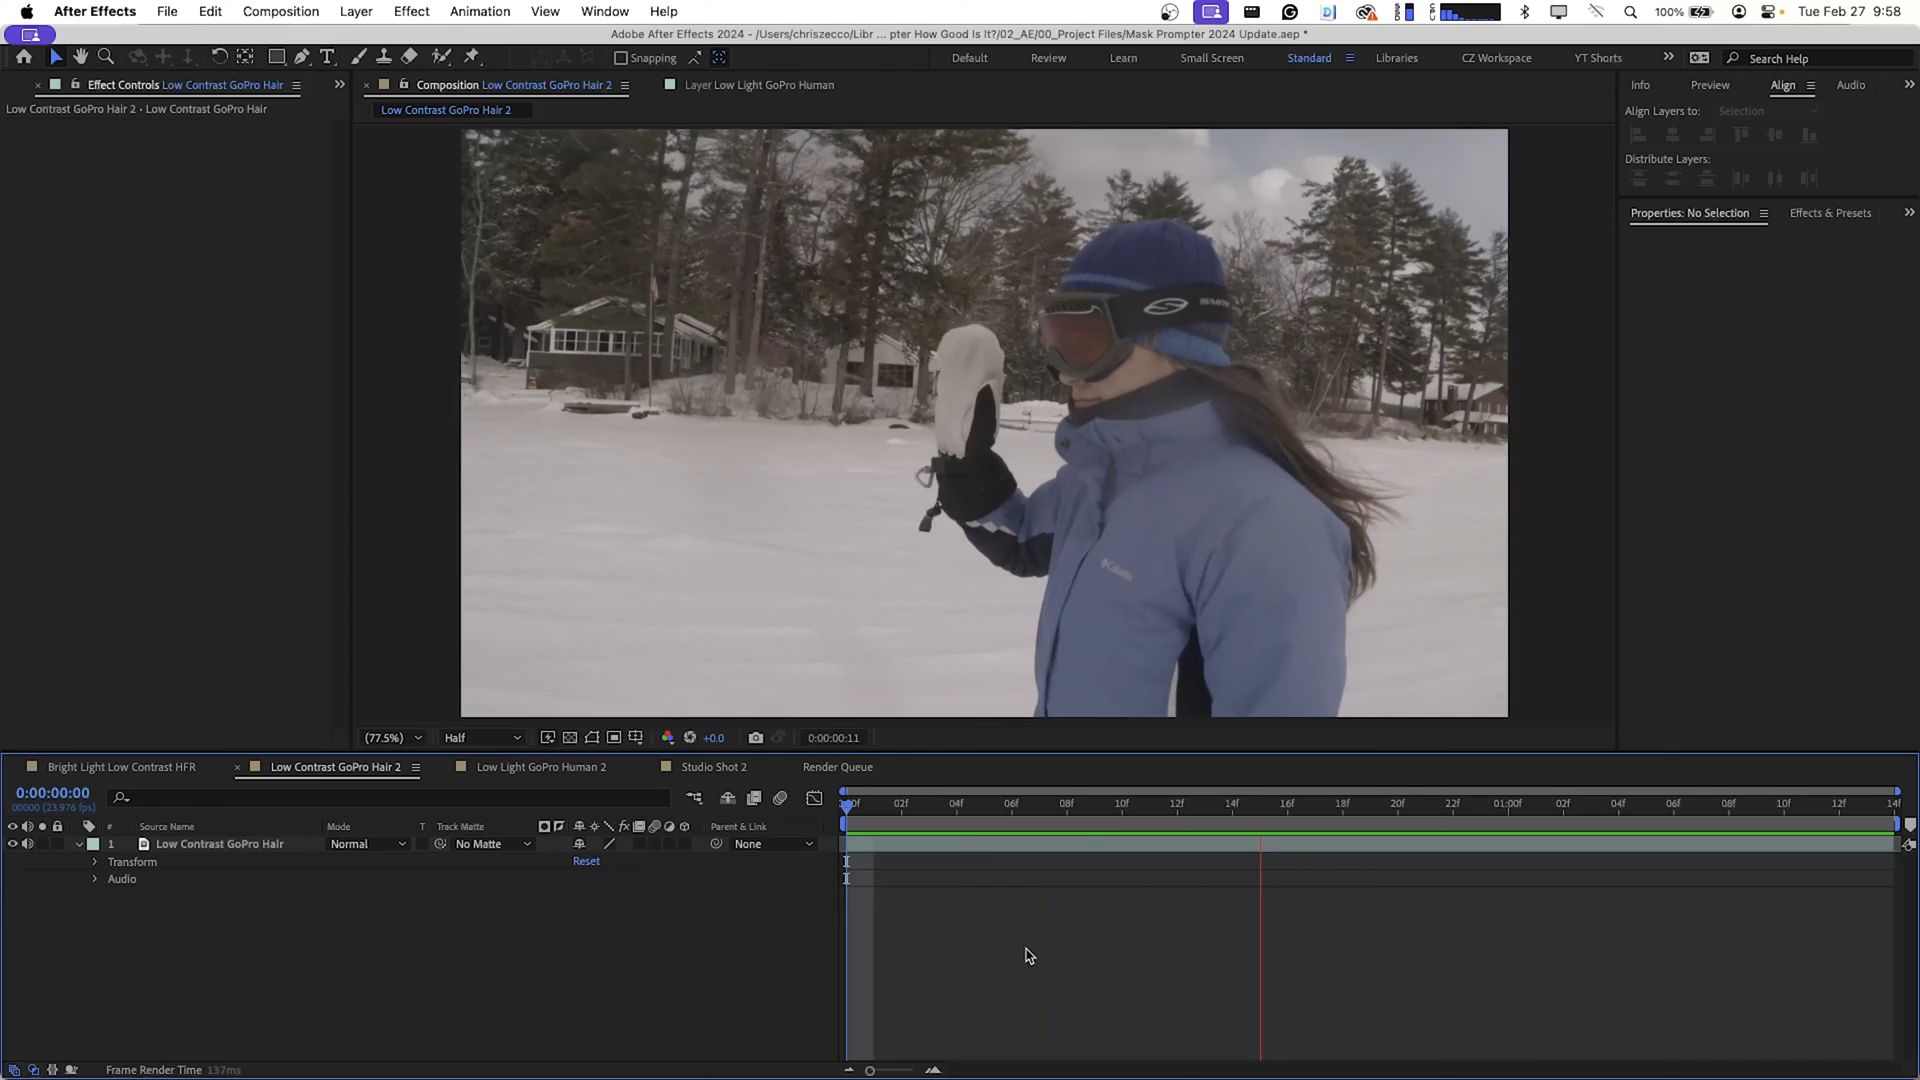 After Effects File Edit Composition Layer Effect Animation View Window Help 100% Tue Feb 27 9:58
Adobe After Effects 2024 - /Users/chriszecco/Libr ... pter How Good Is It?/02_AE/00_Project Files/Mask Prompter 2024 Update.aep *
Snapping Default Review Learn Small Screen Standard Libraries CZ Workspace YT Shorts Search Help
Effect Controls Low Contrast GoPro Hair Composition Low Contrast GoPro Hair 2 Layer Low Light GoPro Human Info Preview Align Audio
Low Contrast GoPro Hair 2 • Low Contrast GoPro Hair Low Contrast GoPro Hair 2 Align Layers to: Selection
Distribute Layers:
Properties: No Selection Effects & Presets
Columbia
(77.5%) Half +0.0 0:00:00:11
Bright Light Low Contrast HFR Low Contrast GoPro Hair 2 Low Light GoPro Human 2 Studio Shot 2 Render Queue
0:00:00:00
00000 (23.976 fps)
02f 04f 06f 08f 10f 12f 14f 16f 18f 20f 22f 01:00f 02f 04f 06f 08f 10f 12f 14f
# Source Name Mode T Track Matte fx Parent & Link
1 Low Contrast GoPro Hair Normal No Matte None
Transform Reset
Audio
Frame Render Time 137ms